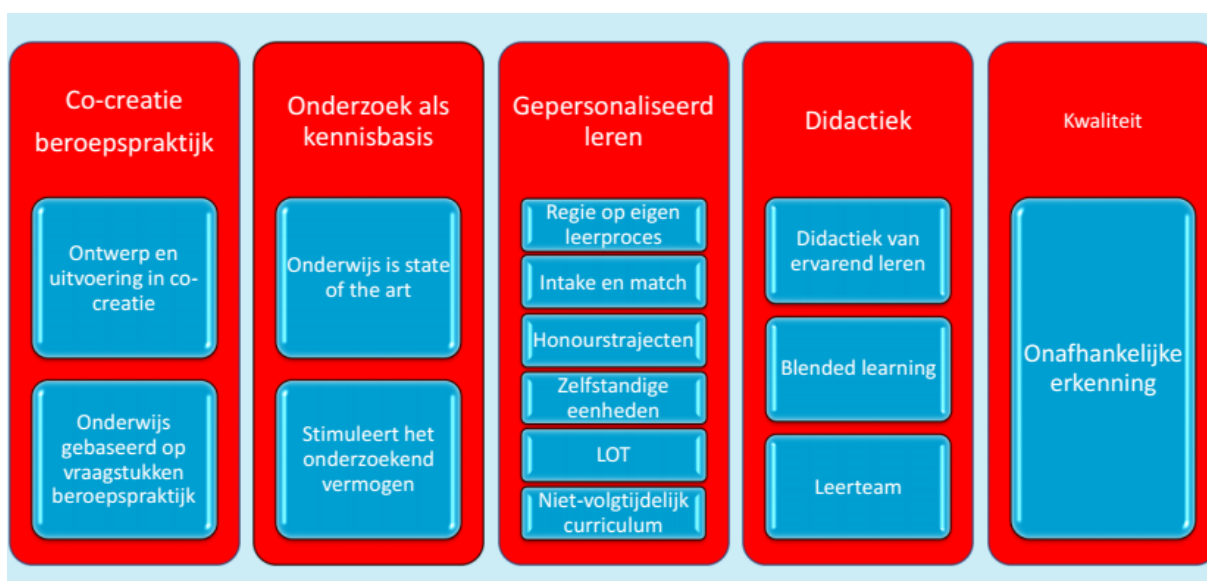 Co-creatie
beroepspraktijk
Ontwerp en
uitvoering in co-
creatie
Onderwijs
gebaseerd op
vraagstukken
beroepspraktijk
Onderzoek als
kennisbasis
Onderwijs is state
of the art
Stimuleert het
onderzoekend
vermogen
Gepersonaliseerd
leren
Regie op eigen
leerproces
Intake en match
Honourstrajecten
Zelfstandige
eenheden
LOT
Niet-volgtijdelijk
curriculum
Didactiek
Didactiek van
ervarend leren
Blended learning
Leerteam
Kwaliteit
Onafhankelijke
erkenning